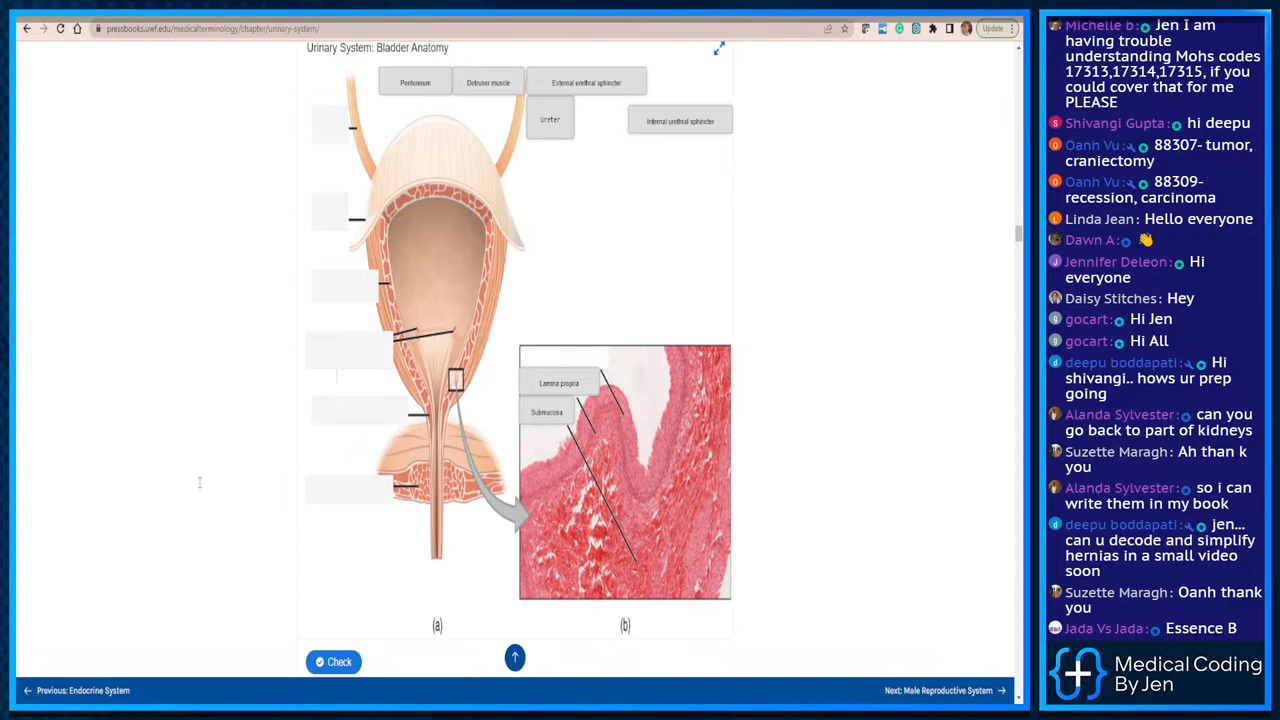 pressbooks.uwf.edu/medicalterminology/chapter/urinary-system/
Update
Urinary System: Bladder Anatomy
Peritoneum
Detrusor muscle
External urethral sphincter
Ureter
Internal urethral sphincter
Lamina propria
Submucosa
(a)
(b)
Check
Previous: Endocrine System
Next: Male Reproductive System
Michelle b: Jen I am
having trouble
understanding Mohs codes
17313,17314,17315, if you
could cover that for me
PLEASE
Shivangi Gupta: hi deepu
Oanh Vu: 88307- tumor,
craniectomy
Oanh Vu: 88309-
recession, carcinoma
Linda Jean: Hello everyone
Dawn A: 👋
Jennifer Deleon: Hi
everyone
Daisy Stitches: Hey
gocart: Hi Jen
gocart: Hi All
deepu boddapati: Hi
shivangi.. hows ur prep
going
Alanda Sylvester: can you
go back to part of kidneys
Suzette Maragh: Ah than k
you
Alanda Sylvester: so i can
write them in my book
deepu boddapati: jen...
can u decode and simplify
hernias in a small video
soon
Suzette Maragh: Oanh thank
you
Jada Vs Jada: Essence B
Medical Coding
By Jen